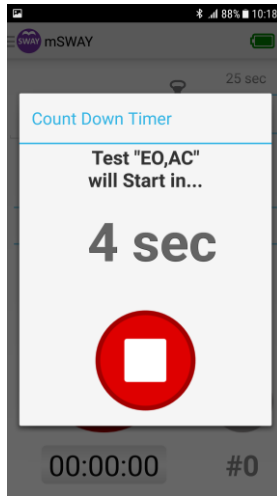 88% 10:18
SWAY mSWAY
25 sec
Count Down Timer
Test "EO,AC"
will Start in...
4 sec
00:00:00
#0